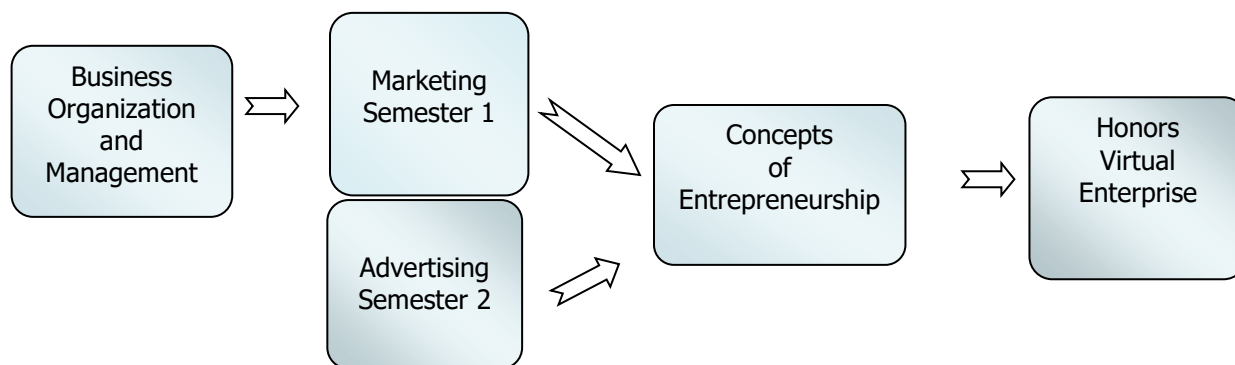 Business
Organization
and
Management
Marketing
Semester 1
Advertising
Semester 2
Concepts
of
Entrepreneurship
Honors
Virtual
Enterprise